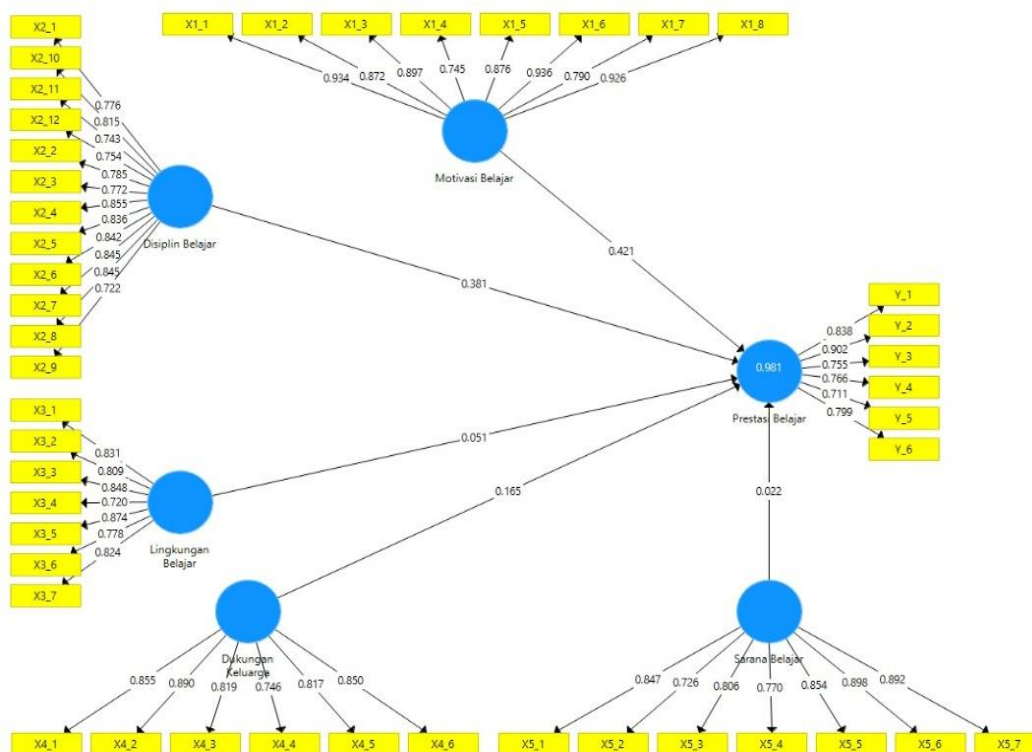 X1_1 X1_2 X1_3 X1_4 X1_5 X1_6 X1_7 X1_8
0.934 0.872 0.897 0.745 0.876 0.936 0.790 0.926
Motivasi Belajar
X2_1
X2_10
X2_11
X2_12
X2_2
X2_3
X2_4
X2_5
X2_6
X2_7
X2_8
X2_9
0.776
0.815
0.743
0.754
0.785
0.772
0.855
0.836
0.842
0.845
0.845
0.722
Disiplin Belajar
0.421
0.381
Y_1
Y_2
Y_3
Y_4
Y_5
Y_6
0.838
0.902
0.755
0.766
0.711
0.799
0.981
Prestasi Belajar
X3_1
X3_2
X3_3
X3_4
X3_5
X3_6
X3_7
0.831
0.809
0.848
0.720
0.874
0.778
0.824
Lingkungan
Belajar
0.051
0.165
0.022
Dukungan
Keluarga
0.855 0.890 0.819 0.746 0.817 0.850
X4_1 X4_2 X4_3 X4_4 X4_5 X4_6
Sarana Belajar
0.847 0.726 0.806 0.770 0.854 0.898 0.892
X5_1 X5_2 X5_3 X5_4 X5_5 X5_6 X5_7